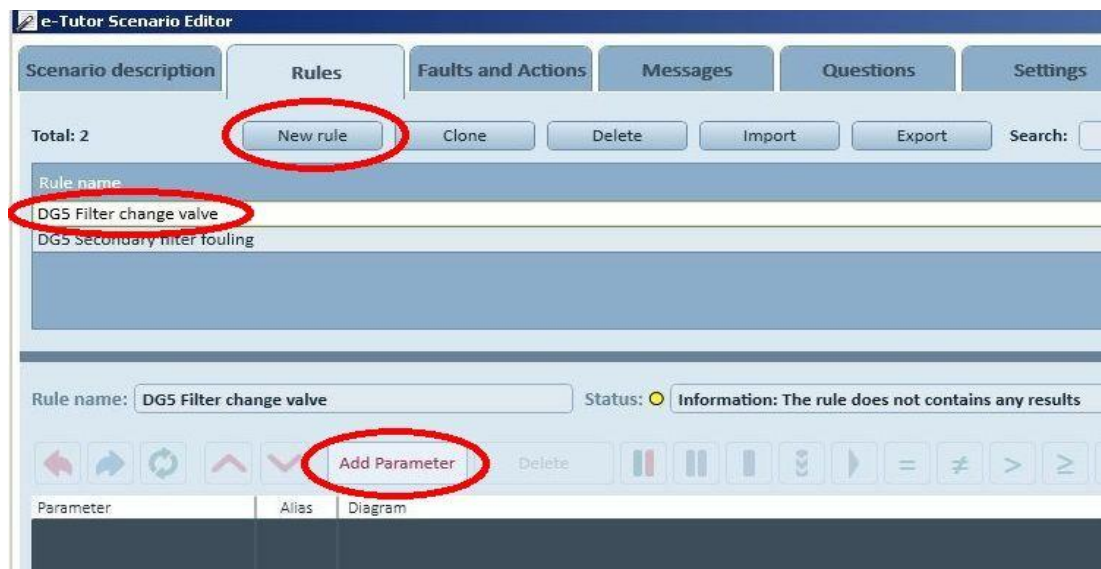 e-Tutor Scenario Editor
Scenario description Rules Faults and Actions Messages Questions Settings
Total: 2 New rule Clone Delete Import Export Search:
Rule name
DG5 Filter change valve
DG5 Secondary filter fouling
Rule name: DG5 Filter change valve Status: Information: The rule does not contains any results
Add Parameter Delete = ≠ > ≥
Parameter Alias Diagram